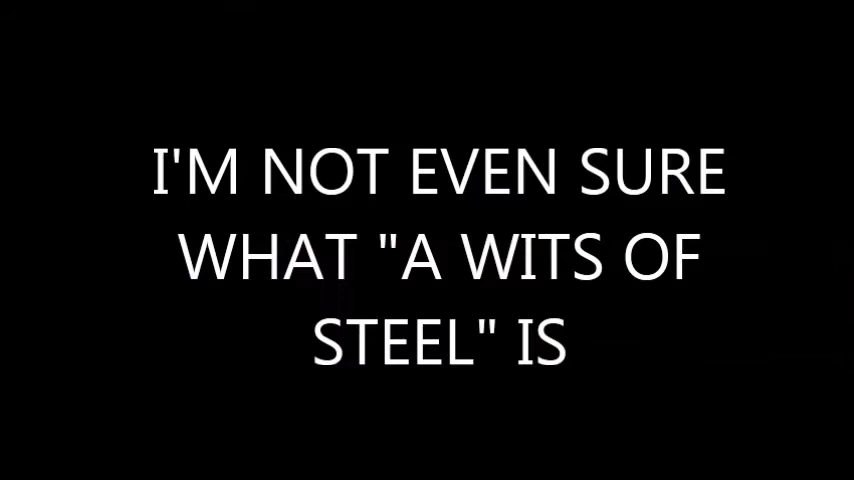 I'M NOT EVEN SURE
WHAT "A WITS OF
STEEL" IS